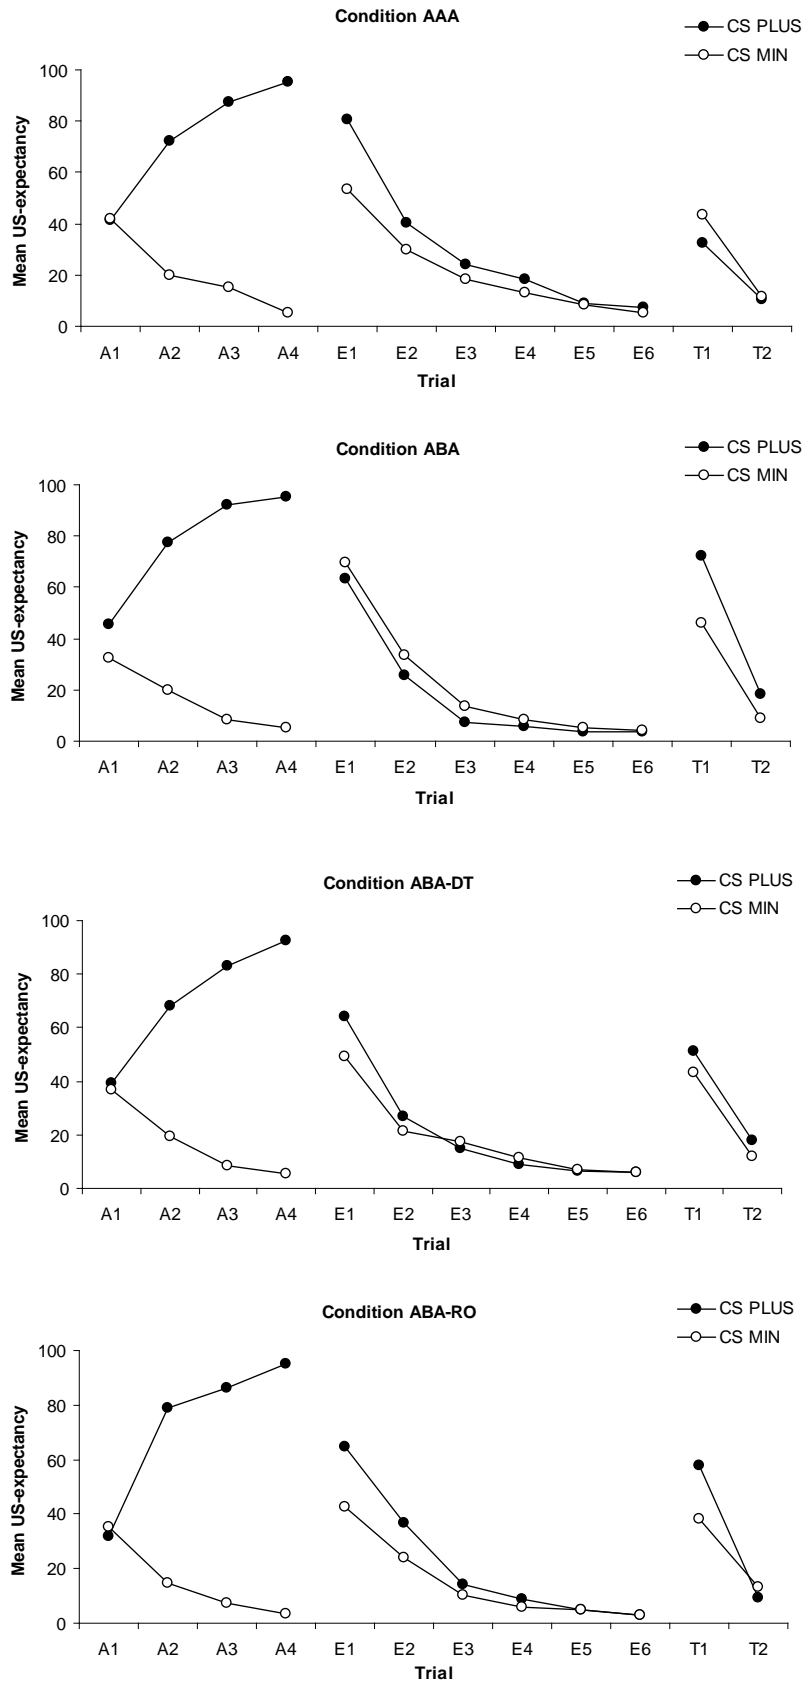 Condition AAA
CS PLUS
CS MIN
100
80
60
40
20
0
Mean US-expectancy
A1 A2 A3 A4 E1 E2 E3 E4 E5 E6 T1 T2
Trial
Condition ABA
CS PLUS
CS MIN
100
80
60
40
20
0
Mean US-expectancy
A1 A2 A3 A4 E1 E2 E3 E4 E5 E6 T1 T2
Trial
Condition ABA-DT
CS PLUS
CS MIN
100
80
60
40
20
0
Mean US-expectancy
A1 A2 A3 A4 E1 E2 E3 E4 E5 E6 T1 T2
Trial
Condition ABA-RO
CS PLUS
CS MIN
100
80
60
40
20
0
Mean US-expectancy
A1 A2 A3 A4 E1 E2 E3 E4 E5 E6 T1 T2
Trial